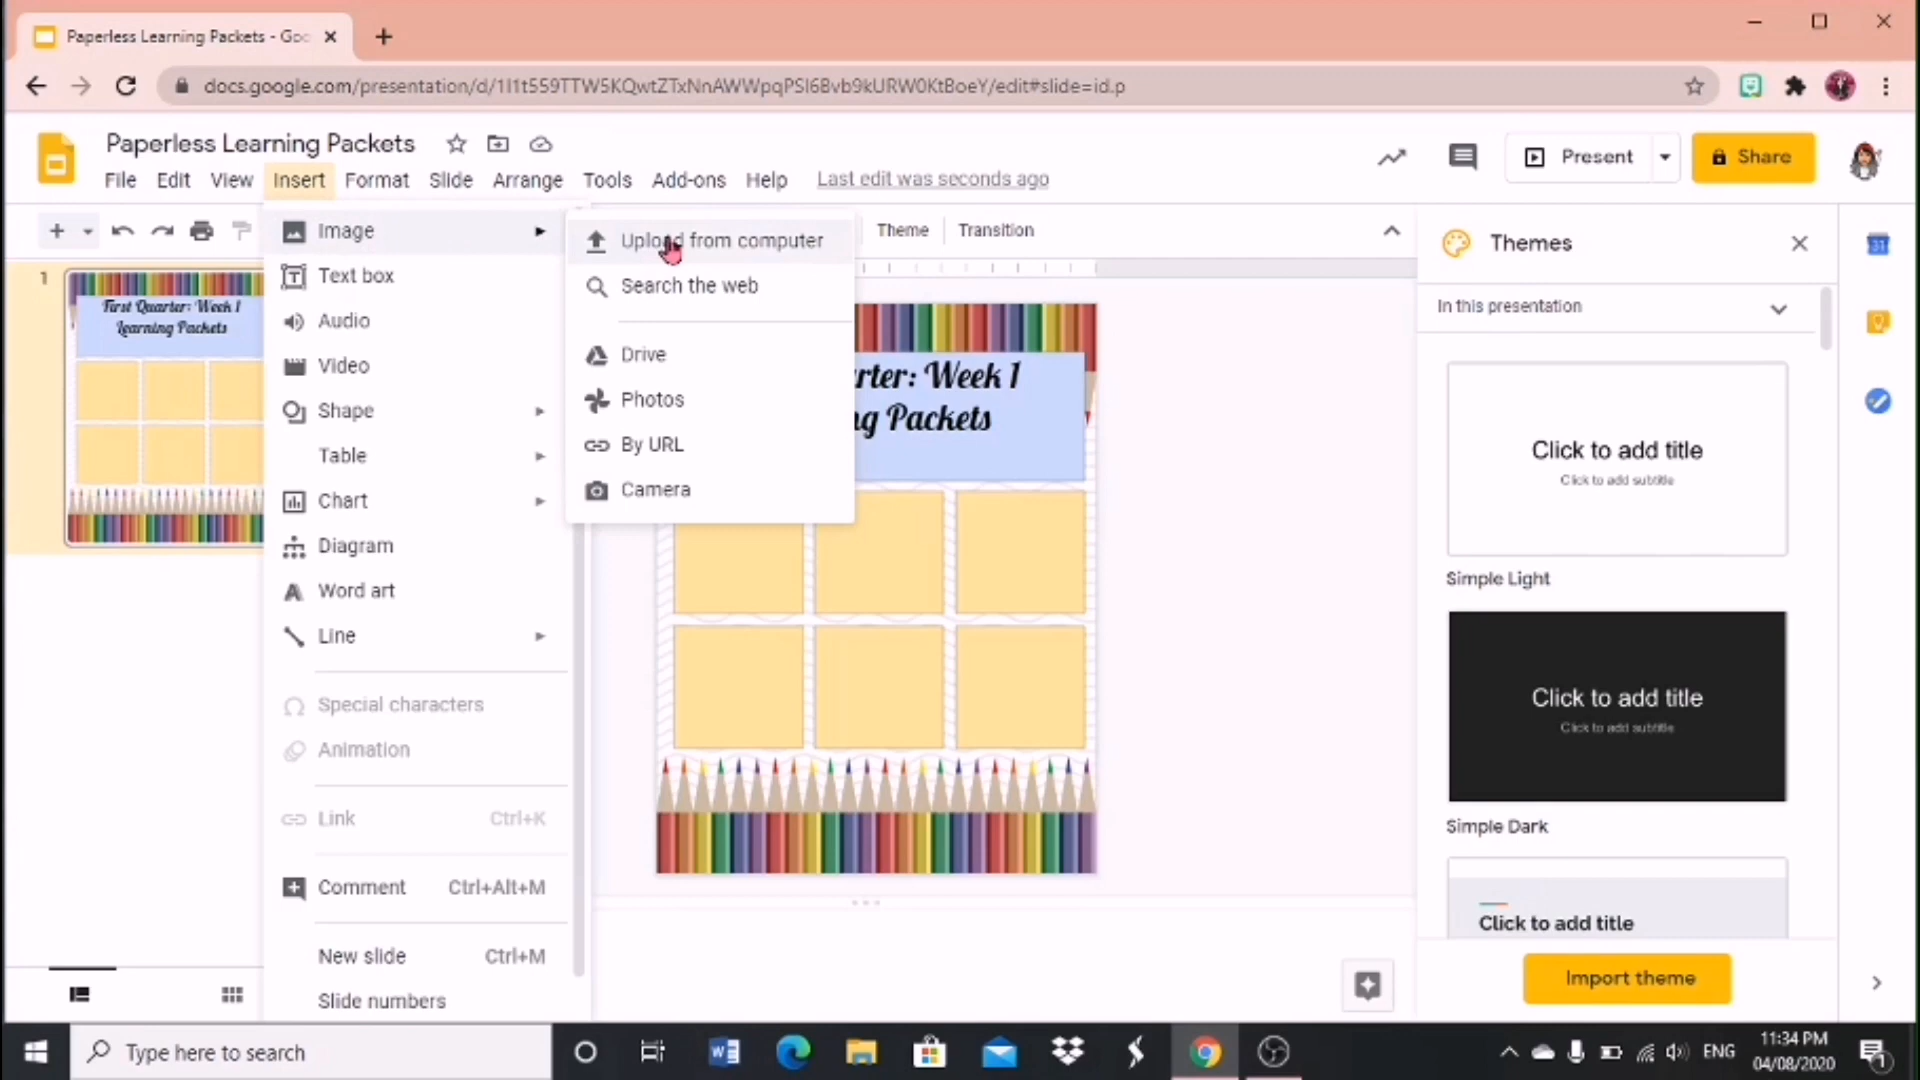 Paperless Learning Packets - Goo
docs.google.com/presentation/d/1I1t559TTW5KQwtZTxNnAWWpqPSI6Bvb9kURW0KtBoeY/edit#slide=id.p
Paperless Learning Packets
Present
Share
File Edit View Insert Format Slide Arrange Tools Add-ons Help Last edit was seconds ago
Theme Transition
Image
Text box
Audio
Video
Shape
Table
Chart
Diagram
Word art
Line
Special characters
Animation
Link Ctrl+K
Comment Ctrl+Alt+M
New slide Ctrl+M
Slide numbers
Upload from computer
Search the web
Drive
Photos
By URL
Camera
1
First Quarter: Week 1
Learning Packets
rter: Week 1
ng Packets
Themes
In this presentation
Click to add title
Click to add subtitle
Simple Light
Click to add title
Click to add subtitle
Simple Dark
Click to add title
Import theme
31
Type here to search
ENG
11:34 PM
04/08/2020
1